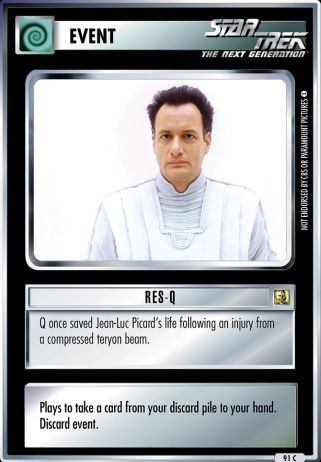 EVENT
STAR TREK
THE NEXT GENERATION
NOT ENDORSED BY CBS OR PARAMOUNT PICTURES
RES-Q
Q once saved Jean-Luc Picard's life following an injury from
a compressed teryon beam.
Plays to take a card from your discard pile to your hand.
Discard event.
91 C